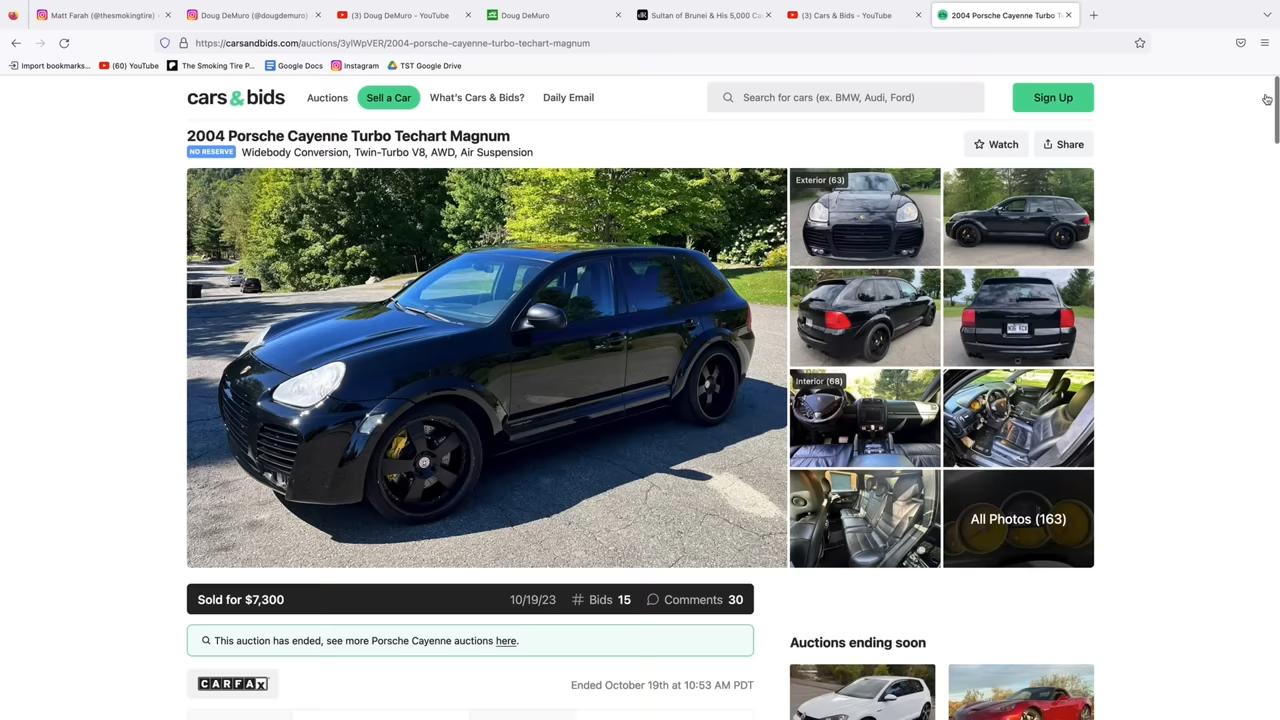 Matt Farah (@thesmokingtire) •
Doug DeMuro (@dougdemuro) •
(3) Doug DeMuro - YouTube
Doug DeMuro
Sultan of Brunei & His 5,000 Ca
(3) Cars & Bids - YouTube
2004 Porsche Cayenne Turbo T
https://carsandbids.com/auctions/3ylWpVER/2004-porsche-cayenne-turbo-techart-magnum
Import bookmarks...
(60) YouTube
The Smoking Tire P...
Google Docs
Instagram
TST Google Drive
cars&bids
Auctions
Sell a Car
What's Cars & Bids?
Daily Email
Search for cars (ex. BMW, Audi, Ford)
Sign Up
2004 Porsche Cayenne Turbo Techart Magnum
NO RESERVE Widebody Conversion, Twin-Turbo V8, AWD, Air Suspension
Watch
Share
Exterior (63)
Interior (68)
All Photos (163)
Sold for $7,300
10/19/23
# Bids 15
Comments 30
This auction has ended, see more Porsche Cayenne auctions here.
Auctions ending soon
CARFAX
Ended October 19th at 10:53 AM PDT